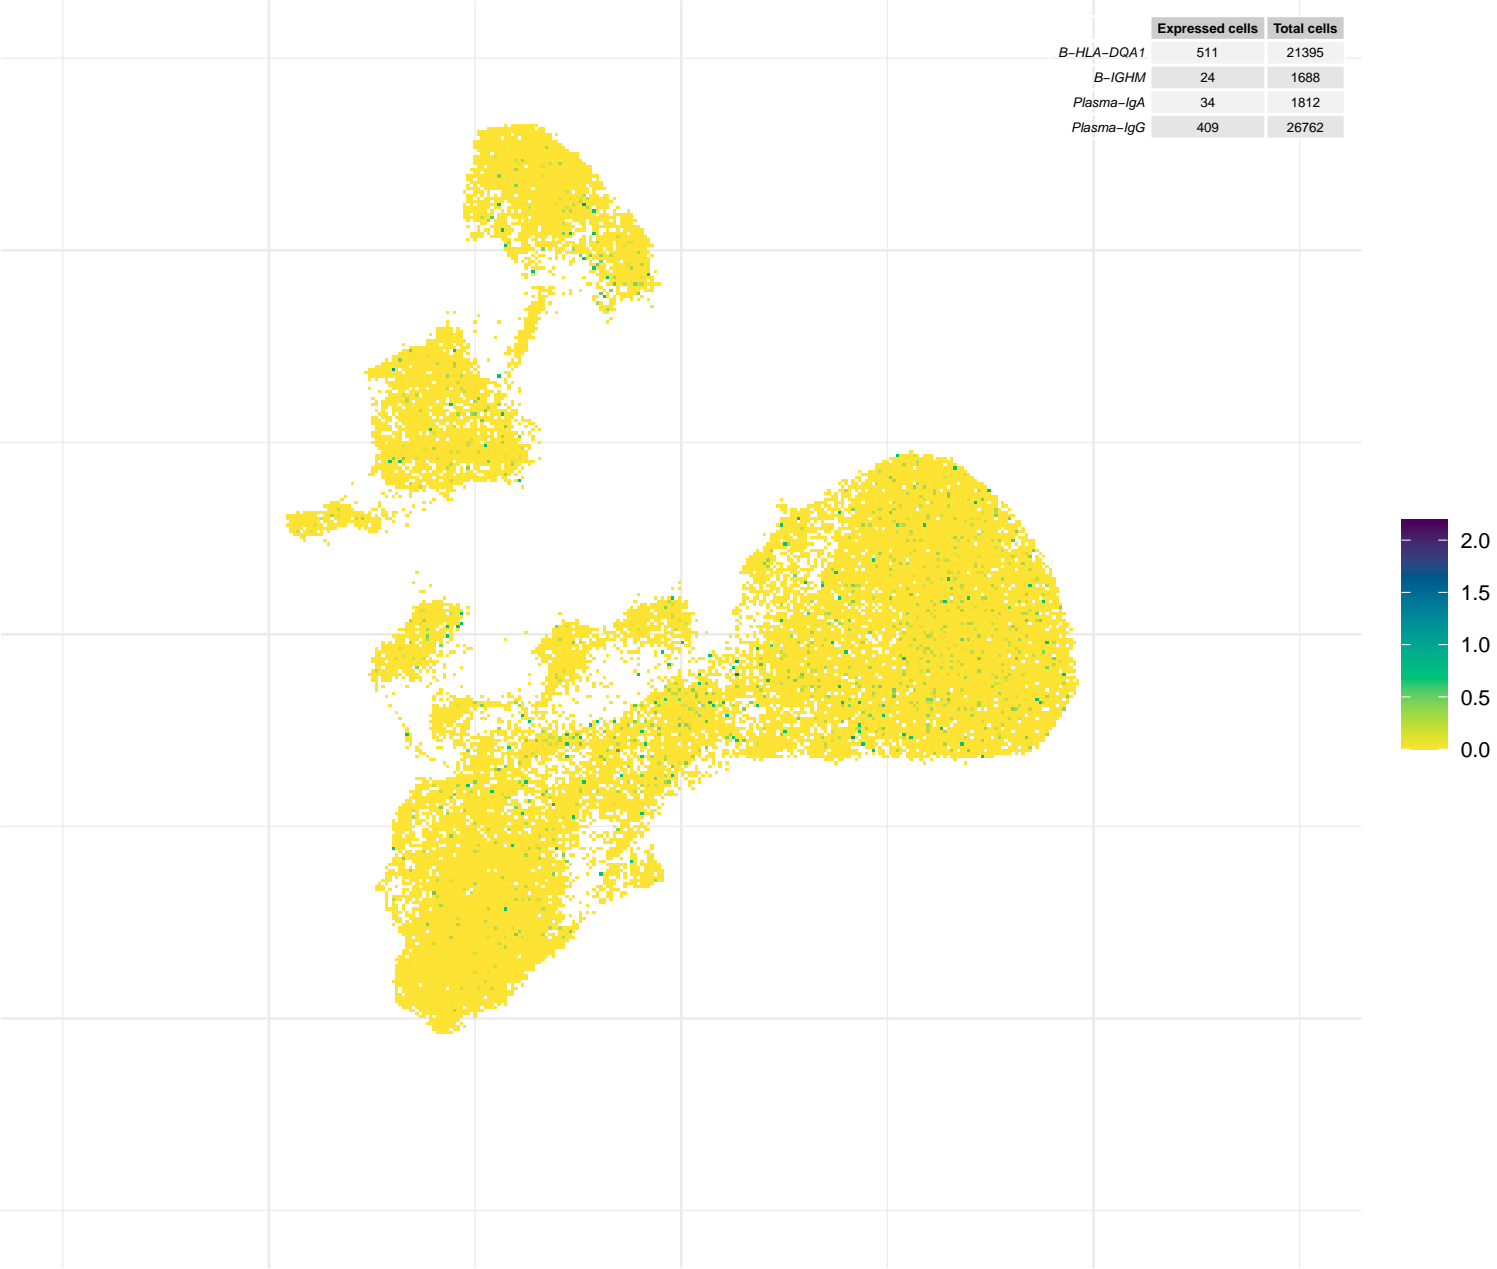 Expressed cells Total cells
B−HLA−DQA1 511 21395
B−IGHM 24 1688
Plasma−IgA 34 1812
Plasma−IgG 409 26762
2.0
1.5
1.0
0.5
0.0